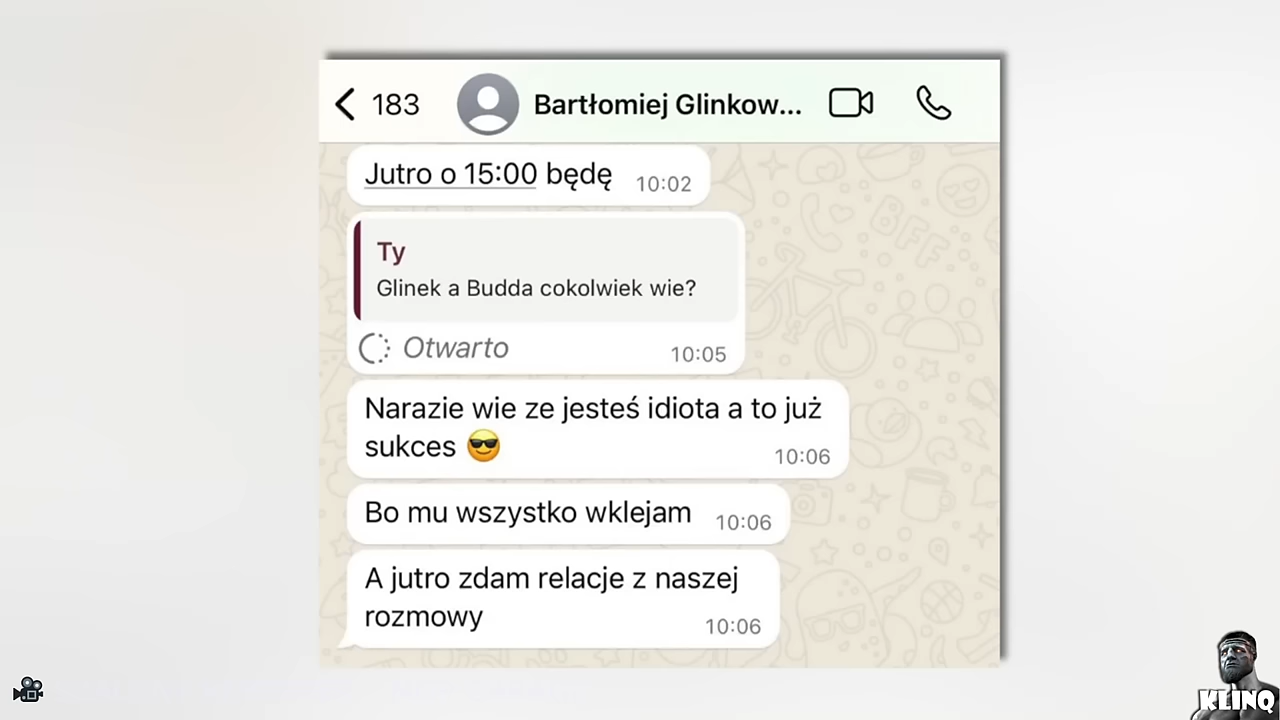 183
Bartłomiej Glinkow...
Jutro o 15:00 będę
10:02
Ty
Glinek a Budda cokolwiek wie?
Otwarto
10:05
Narazie wie ze jesteś idiota a to już
sukces 😎
10:06
Bo mu wszystko wklejam
10:06
A jutro zdam relacje z naszej
rozmowy
10:06
KLINQ